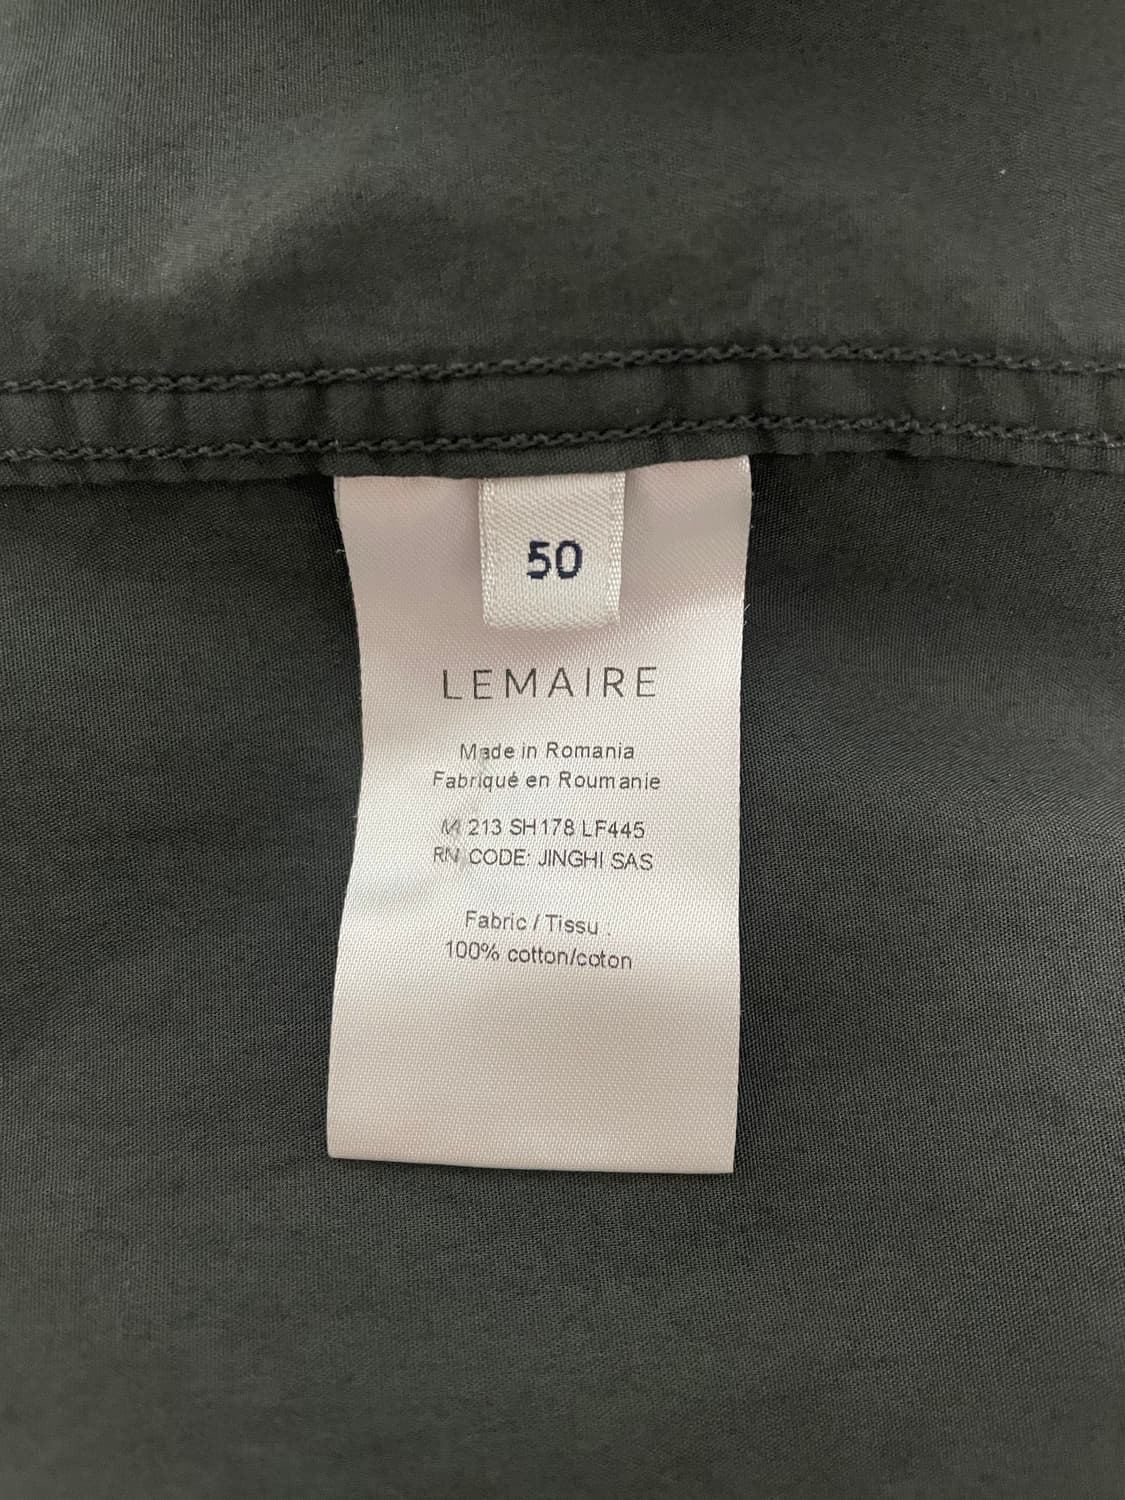 50
LEMAIRE
Made in Romania
Fabriqué en Roumanie
M 213 SH178 LF445
RN CODE: JINGHI SAS
Fabric / Tissu :
100% cotton/coton